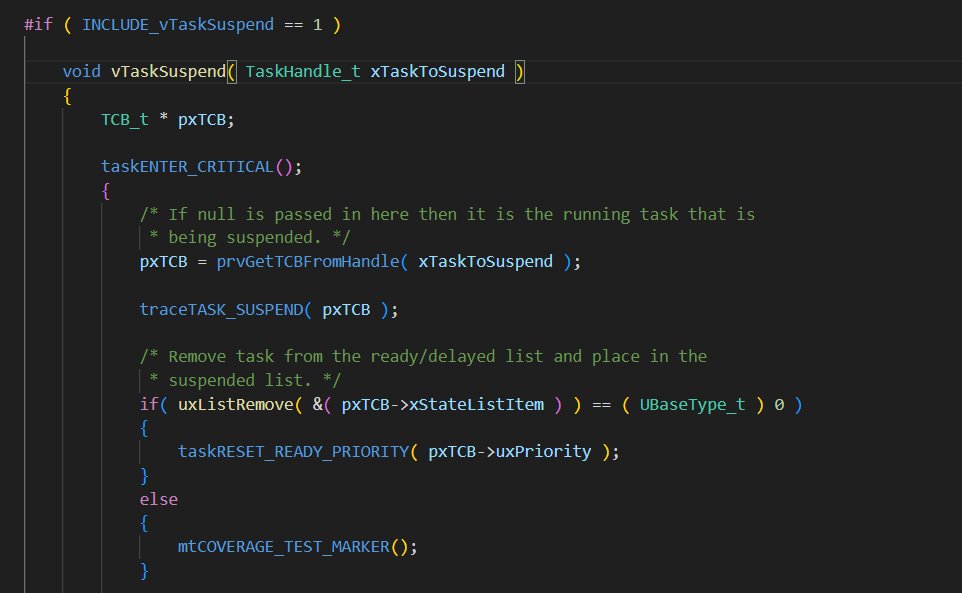 #if ( INCLUDE_vTaskSuspend == 1 )
void vTaskSuspend( TaskHandle_t xTaskToSuspend )
{
TCB_t * pxTCB;
taskENTER_CRITICAL();
{
/* If null is passed in here then it is the running task that is
* being suspended. */
pxTCB = prvGetTCBFromHandle( xTaskToSuspend );
traceTASK_SUSPEND( pxTCB );
/* Remove task from the ready/delayed list and place in the
* suspended list. */
if( uxListRemove( &( pxTCB->xStateListItem ) ) == ( UBaseType_t ) 0 )
{
taskRESET_READY_PRIORITY( pxTCB->uxPriority );
}
else
{
mtCOVERAGE_TEST_MARKER();
}